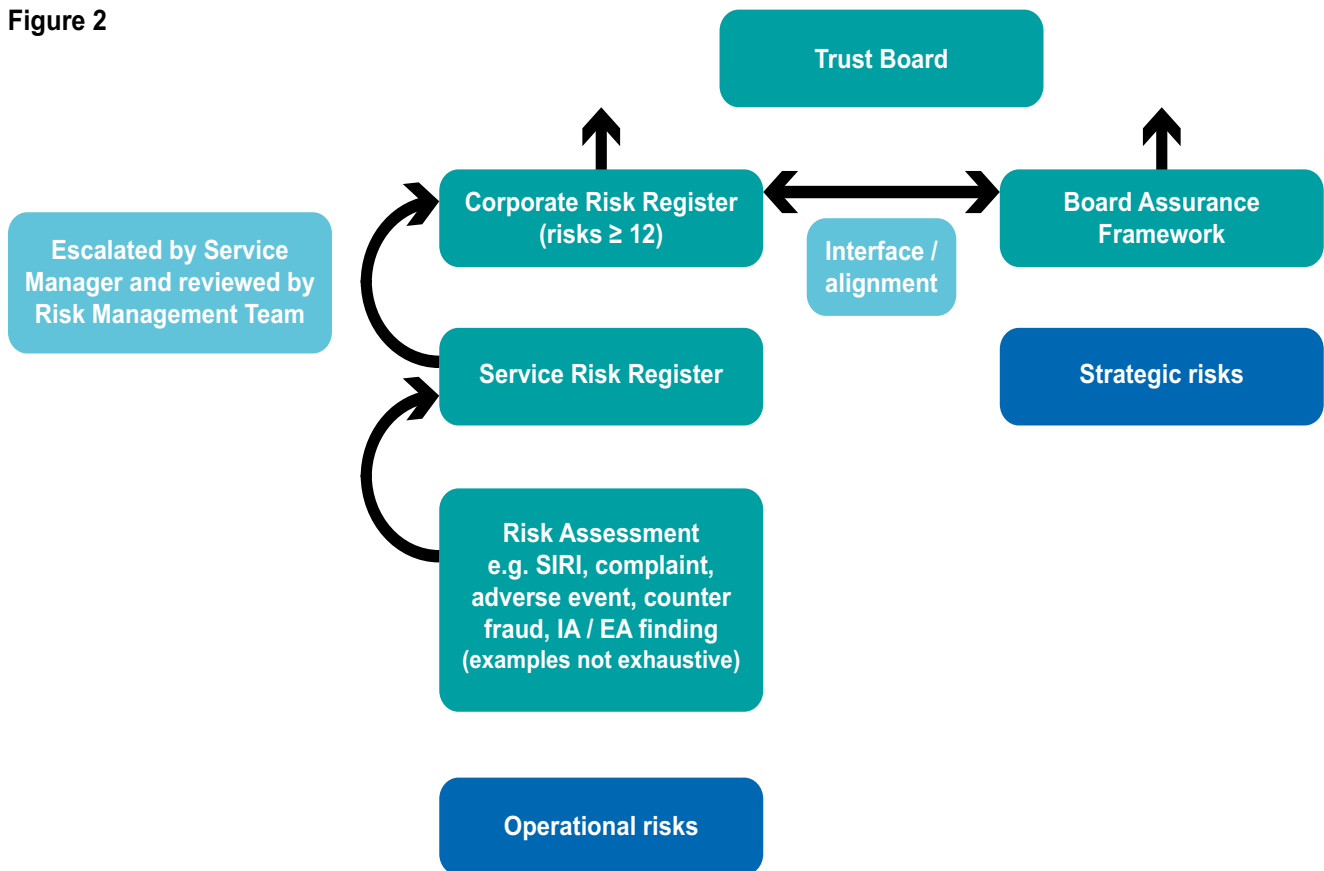 Figure 2
Trust Board
Corporate Risk Register
(risks ≥ 12)
Board Assurance
Framework
Escalated by Service
Manager and reviewed by
Risk Management Team
Interface /
alignment
Service Risk Register
Strategic risks
Risk Assessment
e.g. SIRI, complaint,
adverse event, counter
fraud, IA / EA finding
(examples not exhaustive)
Operational risks